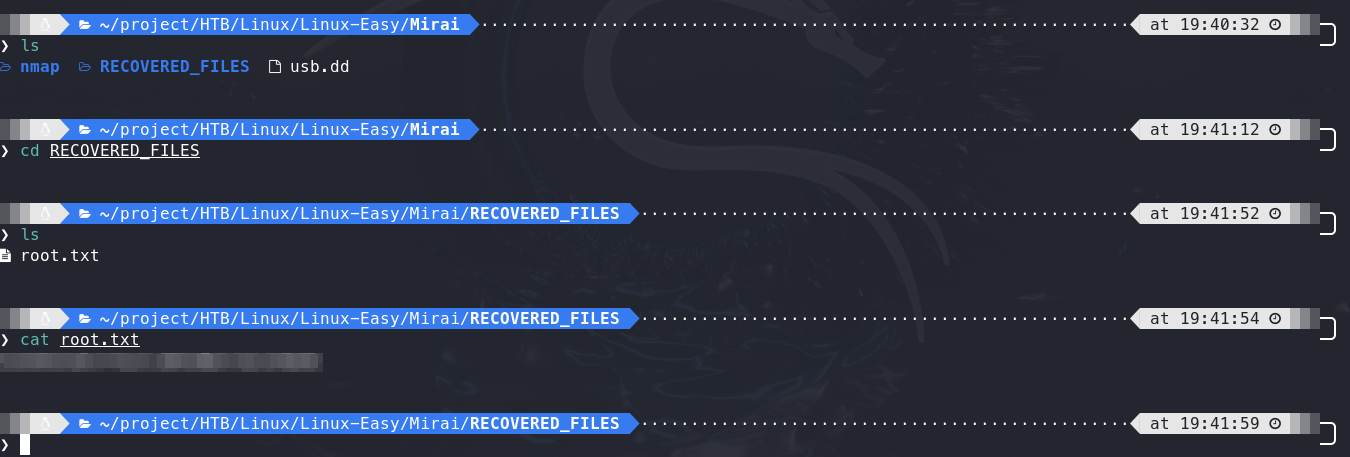 ~/project/HTB/Linux/Linux-Easy/Mirai at 19:40:32
❯ ls
nmap RECOVERED_FILES usb.dd
~/project/HTB/Linux/Linux-Easy/Mirai at 19:41:12
❯ cd RECOVERED_FILES
~/project/HTB/Linux/Linux-Easy/Mirai/RECOVERED_FILES at 19:41:52
❯ ls
root.txt
~/project/HTB/Linux/Linux-Easy/Mirai/RECOVERED_FILES at 19:41:54
❯ cat root.txt
~/project/HTB/Linux/Linux-Easy/Mirai/RECOVERED_FILES at 19:41:59
❯